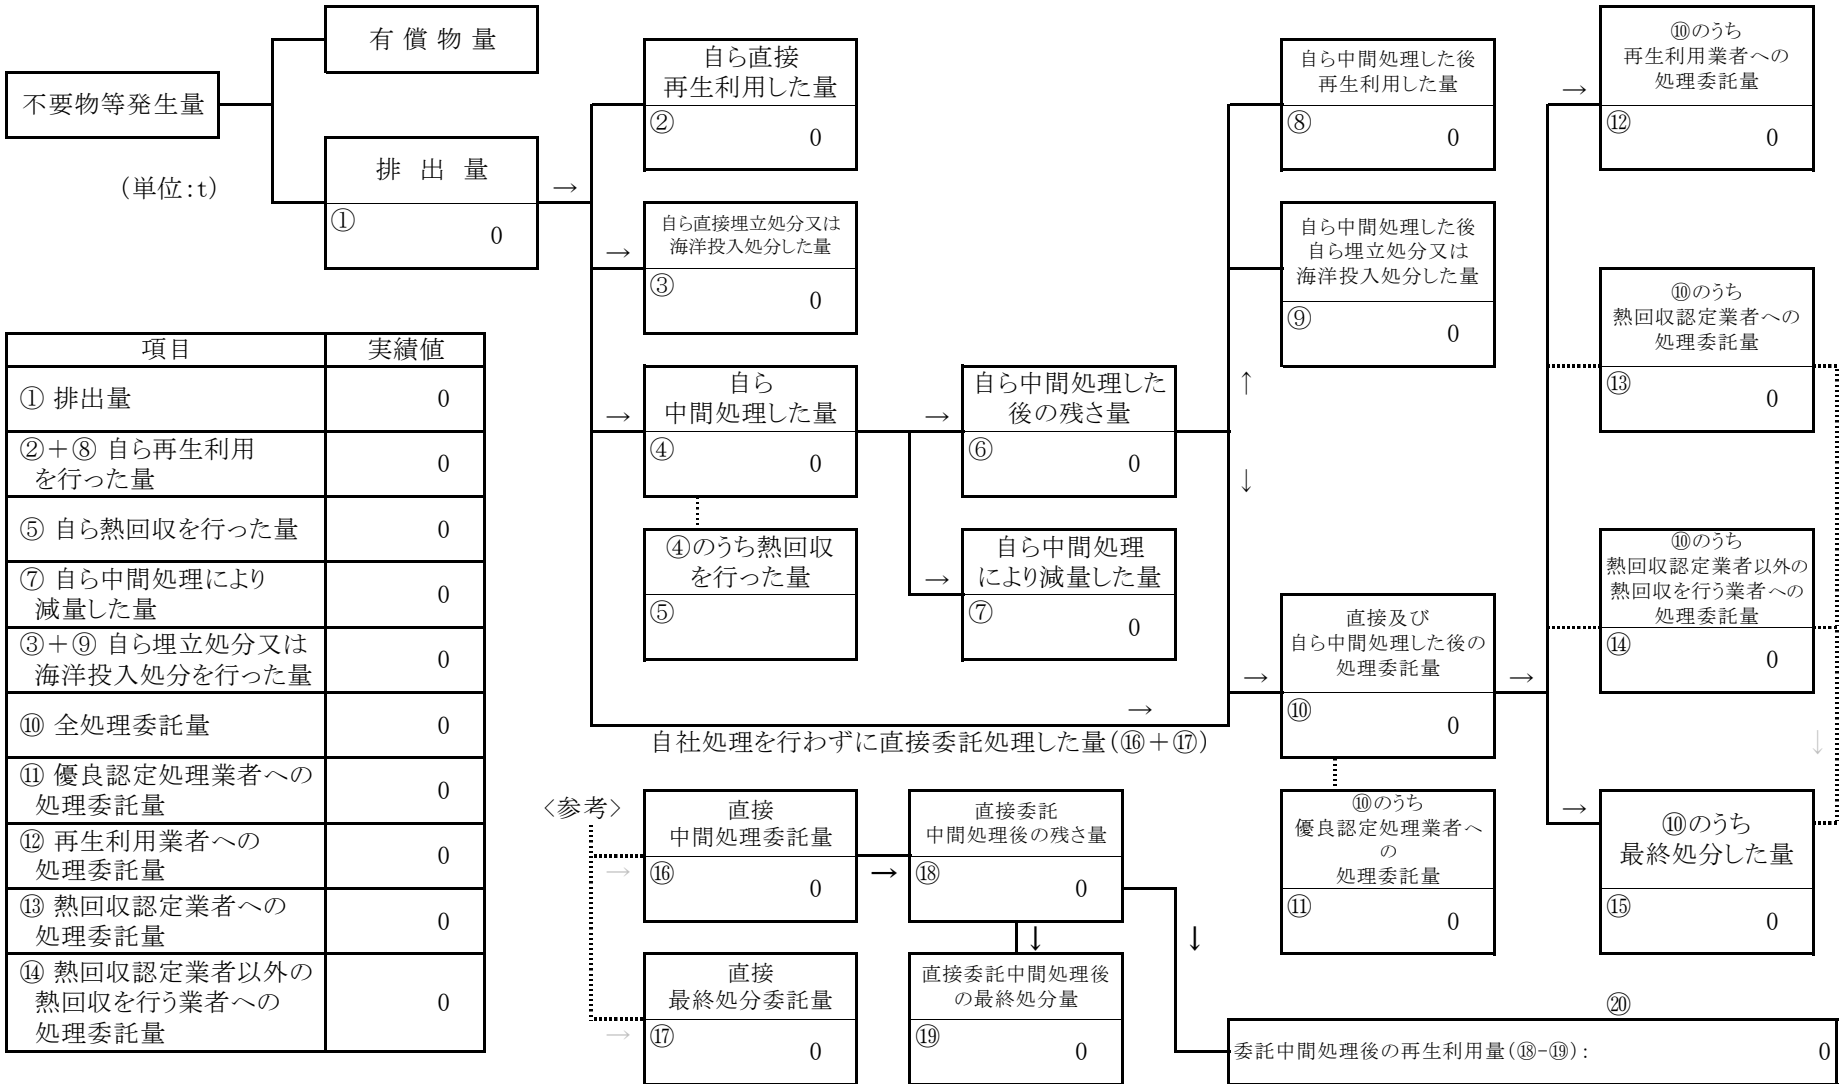 不要物等発生量
(単位:t)
有 償 物 量
排 出 量
①
0
→
自ら直接
再生利用した量
②
0
→
自ら直接埋立処分又は
海洋投入処分した量
③
0
→
自ら
中間処理した量
④
0
④のうち熱回収
を行った量
⑤
→
自ら中間処理した
後の残さ量
⑥
0
→
自ら中間処理
により減量した量
⑦
0
→
自社処理を行わずに直接委託処理した量(⑯+⑰)
↑
↓
自ら中間処理した後
再生利用した量
⑧
0
自ら中間処理した後
自ら埋立処分又は
海洋投入処分した量
⑨
0
→
直接及び
自ら中間処理した後の
処理委託量
⑩
0
⑩のうち
優良認定処理業者へ
の
処理委託量
⑪
0
→
→
⑩のうち
再生利用業者への
処理委託量
⑫
0
⑩のうち
熱回収認定業者への
処理委託量
⑬
0
⑩のうち
熱回収認定業者以外の
熱回収を行う業者への
処理委託量
⑭
0
↓
→
⑩のうち
最終処分した量
⑮
0
項目 実績値
① 排出量 0
②+⑧ 自ら再生利用
を行った量 0
⑤ 自ら熱回収を行った量 0
⑦ 自ら中間処理により
減量した量 0
③+⑨ 自ら埋立処分又は
海洋投入処分を行った量 0
⑩ 全処理委託量 0
⑪ 優良認定処理業者への
処理委託量 0
⑫ 再生利用業者への
処理委託量 0
⑬ 熱回収認定業者への
処理委託量 0
⑭ 熱回収認定業者以外の
熱回収を行う業者への
処理委託量 0
〈参考〉
→
直接
中間処理委託量
⑯
0
→
直接委託
中間処理後の残さ量
⑱
0
↓
↓
→
直接
最終処分委託量
⑰
0
直接委託中間処理後
の最終処分量
⑲
0
⑳
委託中間処理後の再生利用量(⑱-⑲): 0